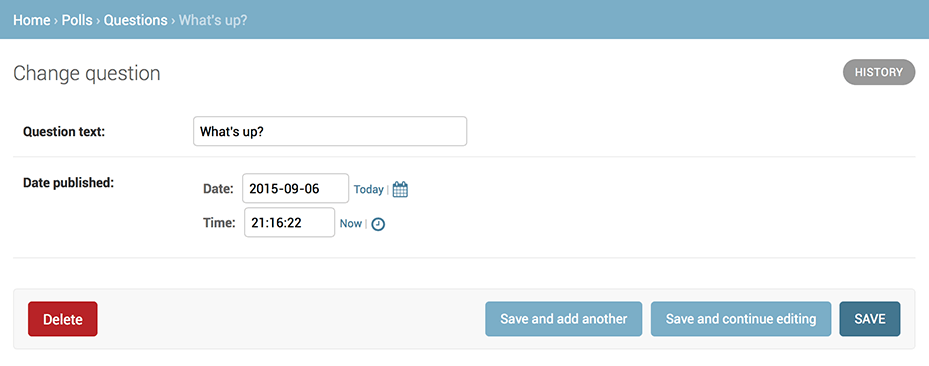 Home › Polls › Questions › What's up?
Change question
HISTORY
Question text: What's up?
Date published:
Date: 2015-09-06 Today |
Time: 21:16:22 Now |
Delete Save and add another Save and continue editing SAVE